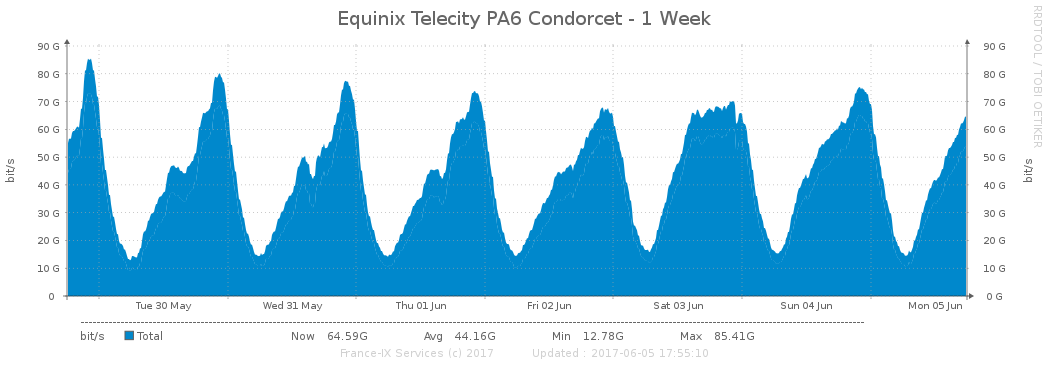 Equinix Telecity PA6 Condorcet - 1 Week
RRDTOOL / TOBI OETIKER
90 G 90 G
80 G 80 G
70 G 70 G
60 G 60 G
50 G 50 G
40 G 40 G
30 G 30 G
20 G 20 G
10 G 10 G
0 0 G
bit/s bit/s
Tue 30 May Wed 31 May Thu 01 Jun Fri 02 Jun Sat 03 Jun Sun 04 Jun Mon 05 Jun
bit/s Total Now 64.59G Avg 44.16G Min 12.78G Max 85.41G
France-IX Services (c) 2017 Updated : 2017-06-05 17:55:10